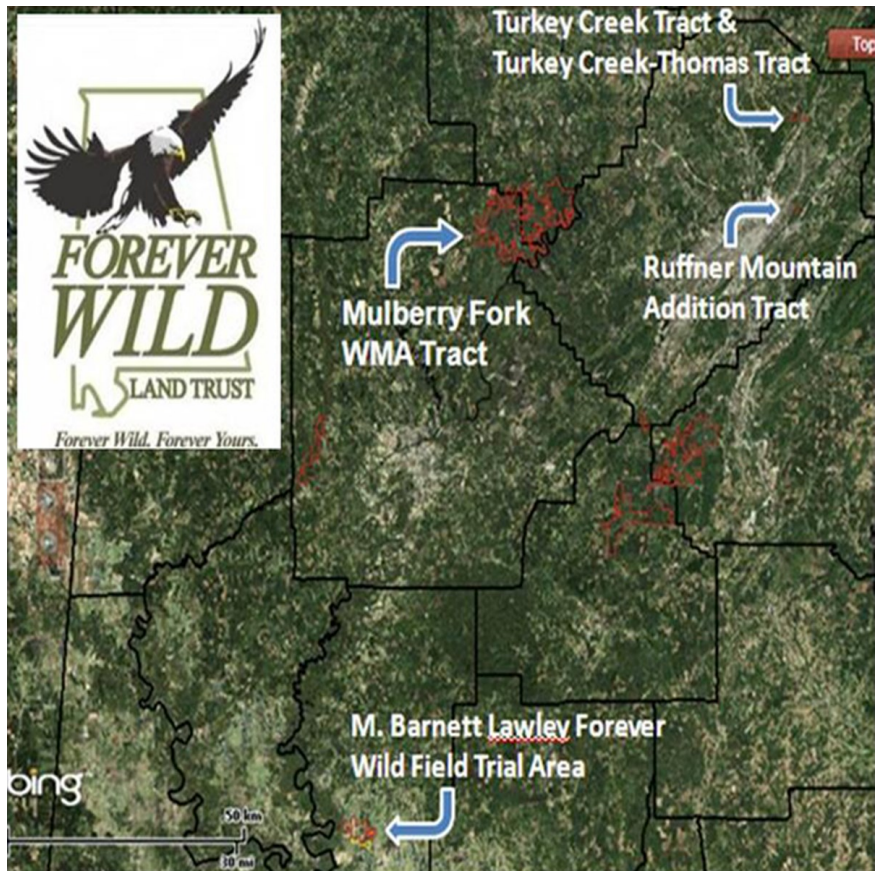 FOREVER
WILD
LAND TRUST
Forever Wild. Forever Yours.
Turkey Creek Tract &
Turkey Creek-Thomas Tract
Top
Mulberry Fork
WMA Tract
Ruffner Mountain
Addition Tract
M. Barnett Lawley Forever
Wild Field Trial Area
bing
50 km
30 mi